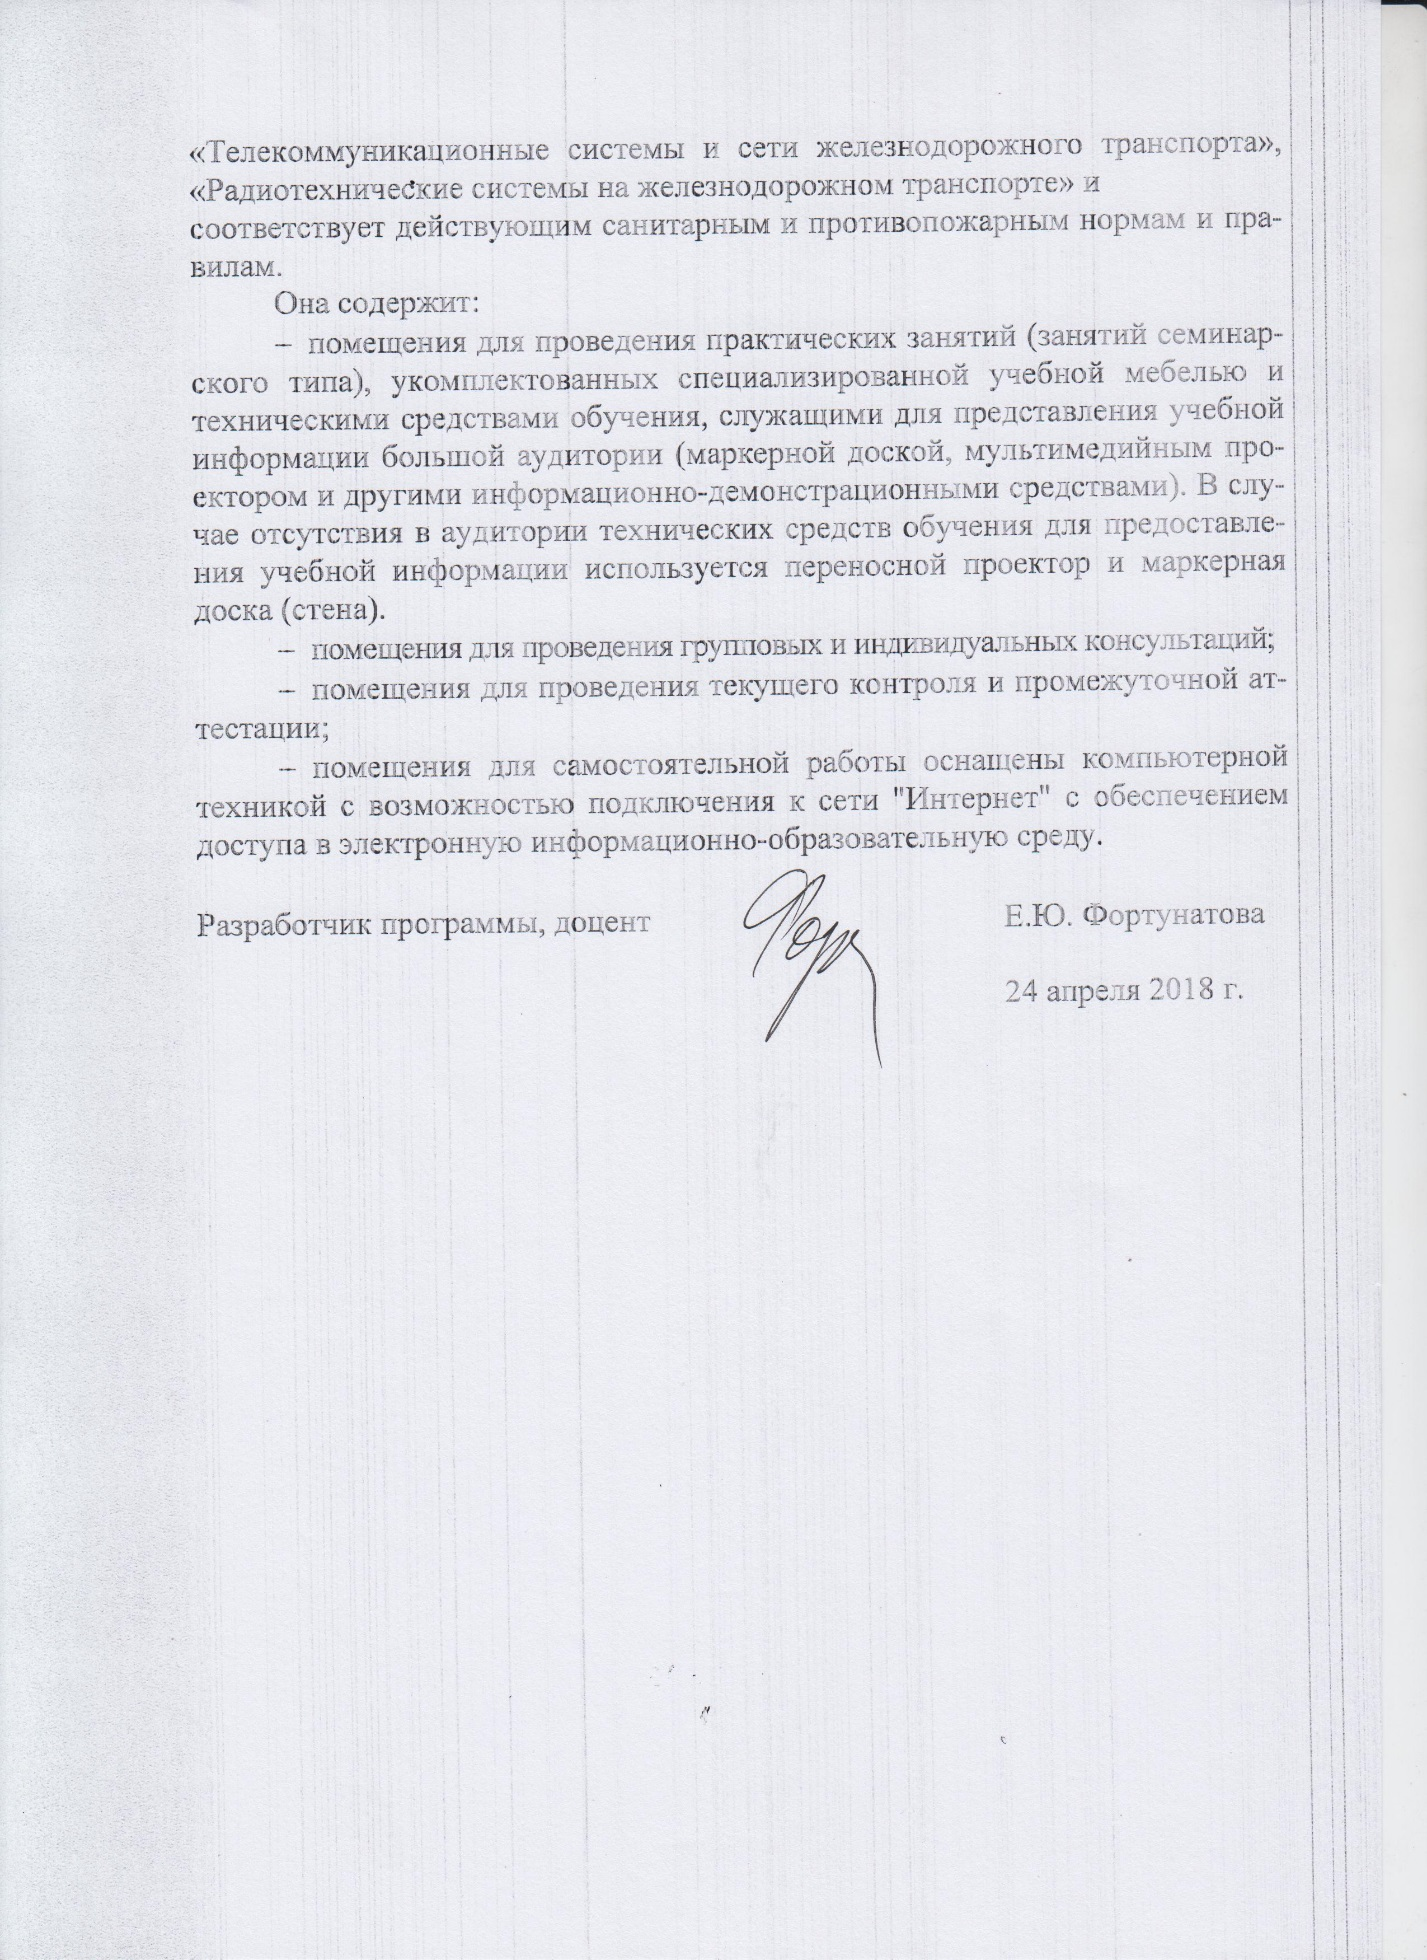 «Телекоммуникационные системы и сети железнодорожного транспорта»,
«Радиотехнические системы на железнодорожном транспорте» и
соответствует действующим санитарным и противопожарным нормам и пра-
вилам.
Она содержит:
– помещения для проведения практических занятий (занятий семинар-
ского типа), укомплектованных специализированной учебной мебелью и
техническими средствами обучения, служащими для представления учебной
информации большой аудитории (маркерной доской, мультимедийным про-
ектором и другими информационно-демонстрационными средствами). В слу-
чае отсутствия в аудитории технических средств обучения для предоставле-
ния учебной информации используется переносной проектор и маркерная
доска (стена).
– помещения для проведения групповых и индивидуальных консультаций;
– помещения для проведения текущего контроля и промежуточной ат-
тестации;
– помещения для самостоятельной работы оснащены компьютерной
техникой с возможностью подключения к сети "Интернет" с обеспечением
доступа в электронную информационно-образовательную среду.
Разработчик программы, доцент Е.Ю. Фортунатова
24 апреля 2018 г.